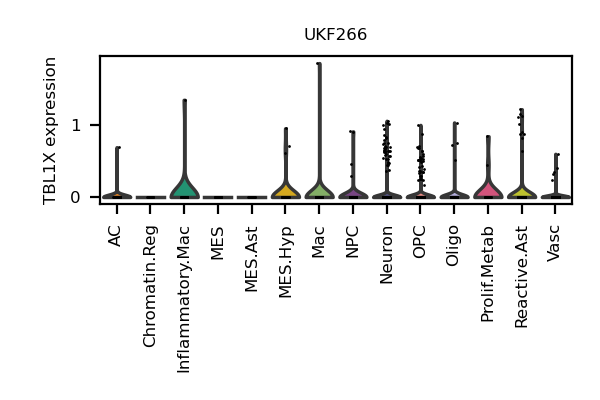 UKF266
TBL1X expression
1
0
AC
Chromatin.Reg
Inflammatory.Mac
MES
MES.Ast
MES.Hyp
Mac
NPC
Neuron
OPC
Oligo
Prolif.Metab
Reactive.Ast
Vasc